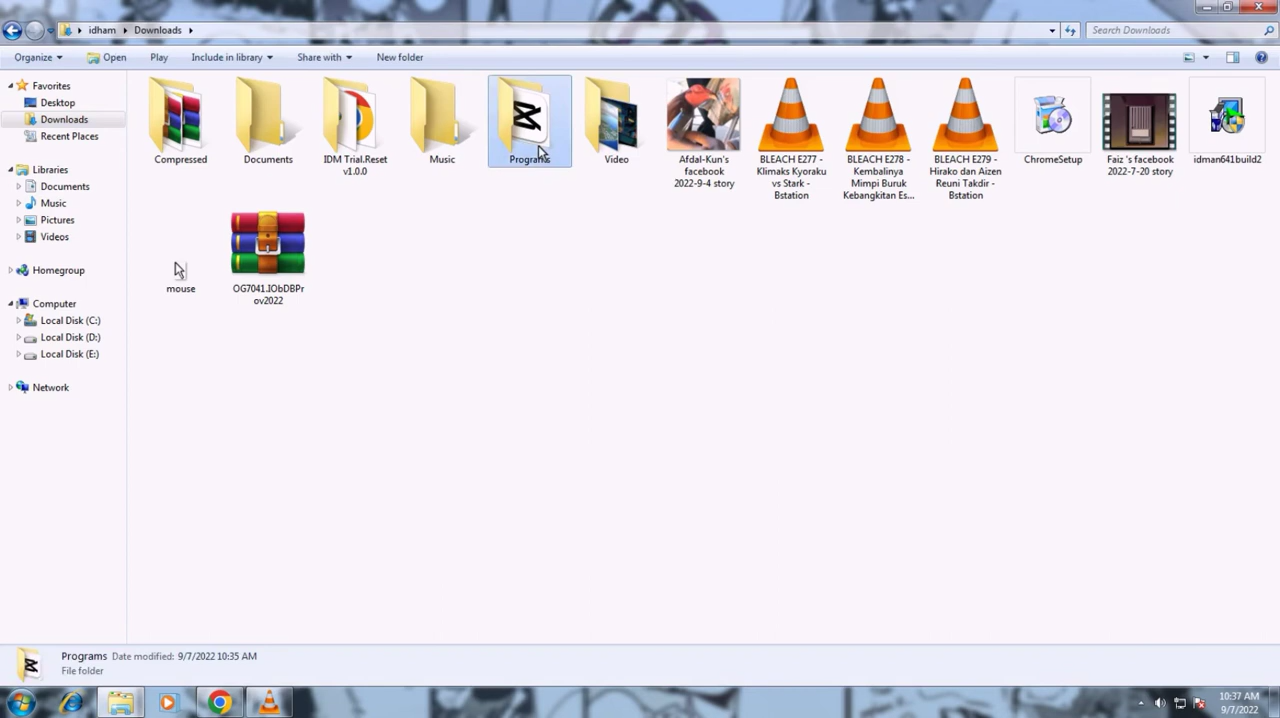 idham
Downloads
Search Downloads
Organize
Open
Play
Include in library
Share with
New folder
Favorites
Desktop
Downloads
Recent Places
Libraries
Documents
Music
Pictures
Videos
Homegroup
Computer
Local Disk (C:)
Local Disk (D:)
Local Disk (E:)
Network
Compressed
Documents
IDM Trial.Reset
v1.0.0
Music
Programs
Video
Afdal-Kun's
facebook
2022-9-4 story
BLEACH E277 -
Klimaks Kyoraku
vs Stark -
Bstation
BLEACH E278 -
Kembalinya
Mimpi Buruk
Kebangkitan Es...
BLEACH E279 -
Hirako dan Aizen
Reuni Takdir -
Bstation
ChromeSetup
Faiz 's facebook
2022-7-20 story
idman641build2
mouse
OG7041.IObDBPr
ov2022
Programs Date modified: 9/7/2022 10:35 AM
File folder
10:37 AM
9/7/2022